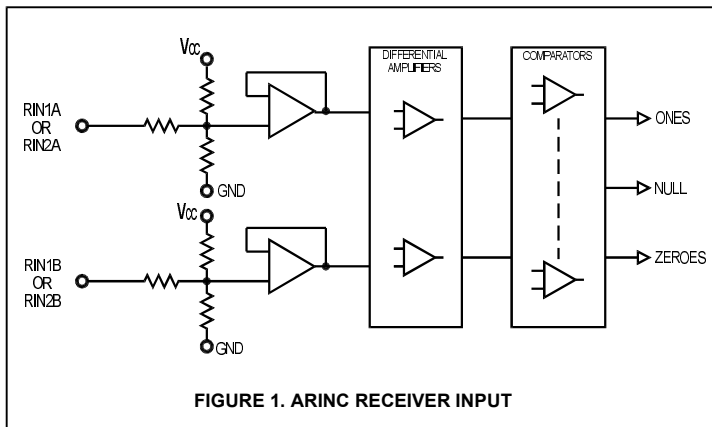 Vcc
RIN1A
OR
RIN2A
GND
Vcc
RIN1B
OR
RIN2B
GND
DIFFERENTIAL
AMPLIFIERS
COMPARATORS
ONES
NULL
ZEROES
FIGURE 1. ARINC RECEIVER INPUT